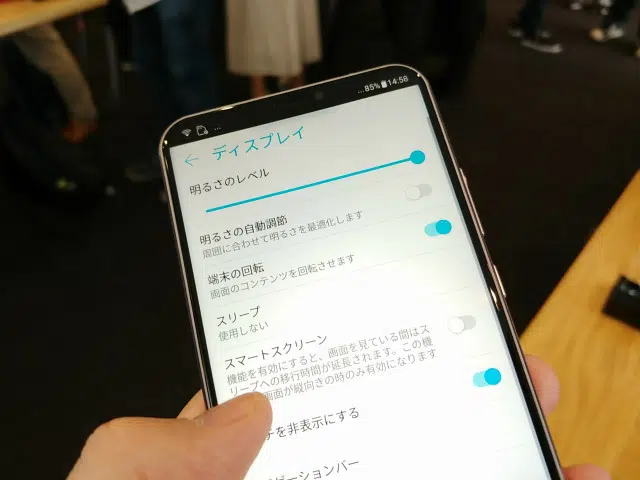 …85% 14:58
← ディスプレイ
明るさのレベル
明るさの自動調節
周囲に合わせて明るさを最適化します
端末の回転
画面のコンテンツを回転させます
スリープ
使用しない
スマートスクリーン
機能を有効にすると、画面を見ている間はス
リープへの移行時間が延長されます。この機
画面が縦向きの時のみ有効になります
チを非表示にする
ーションバー